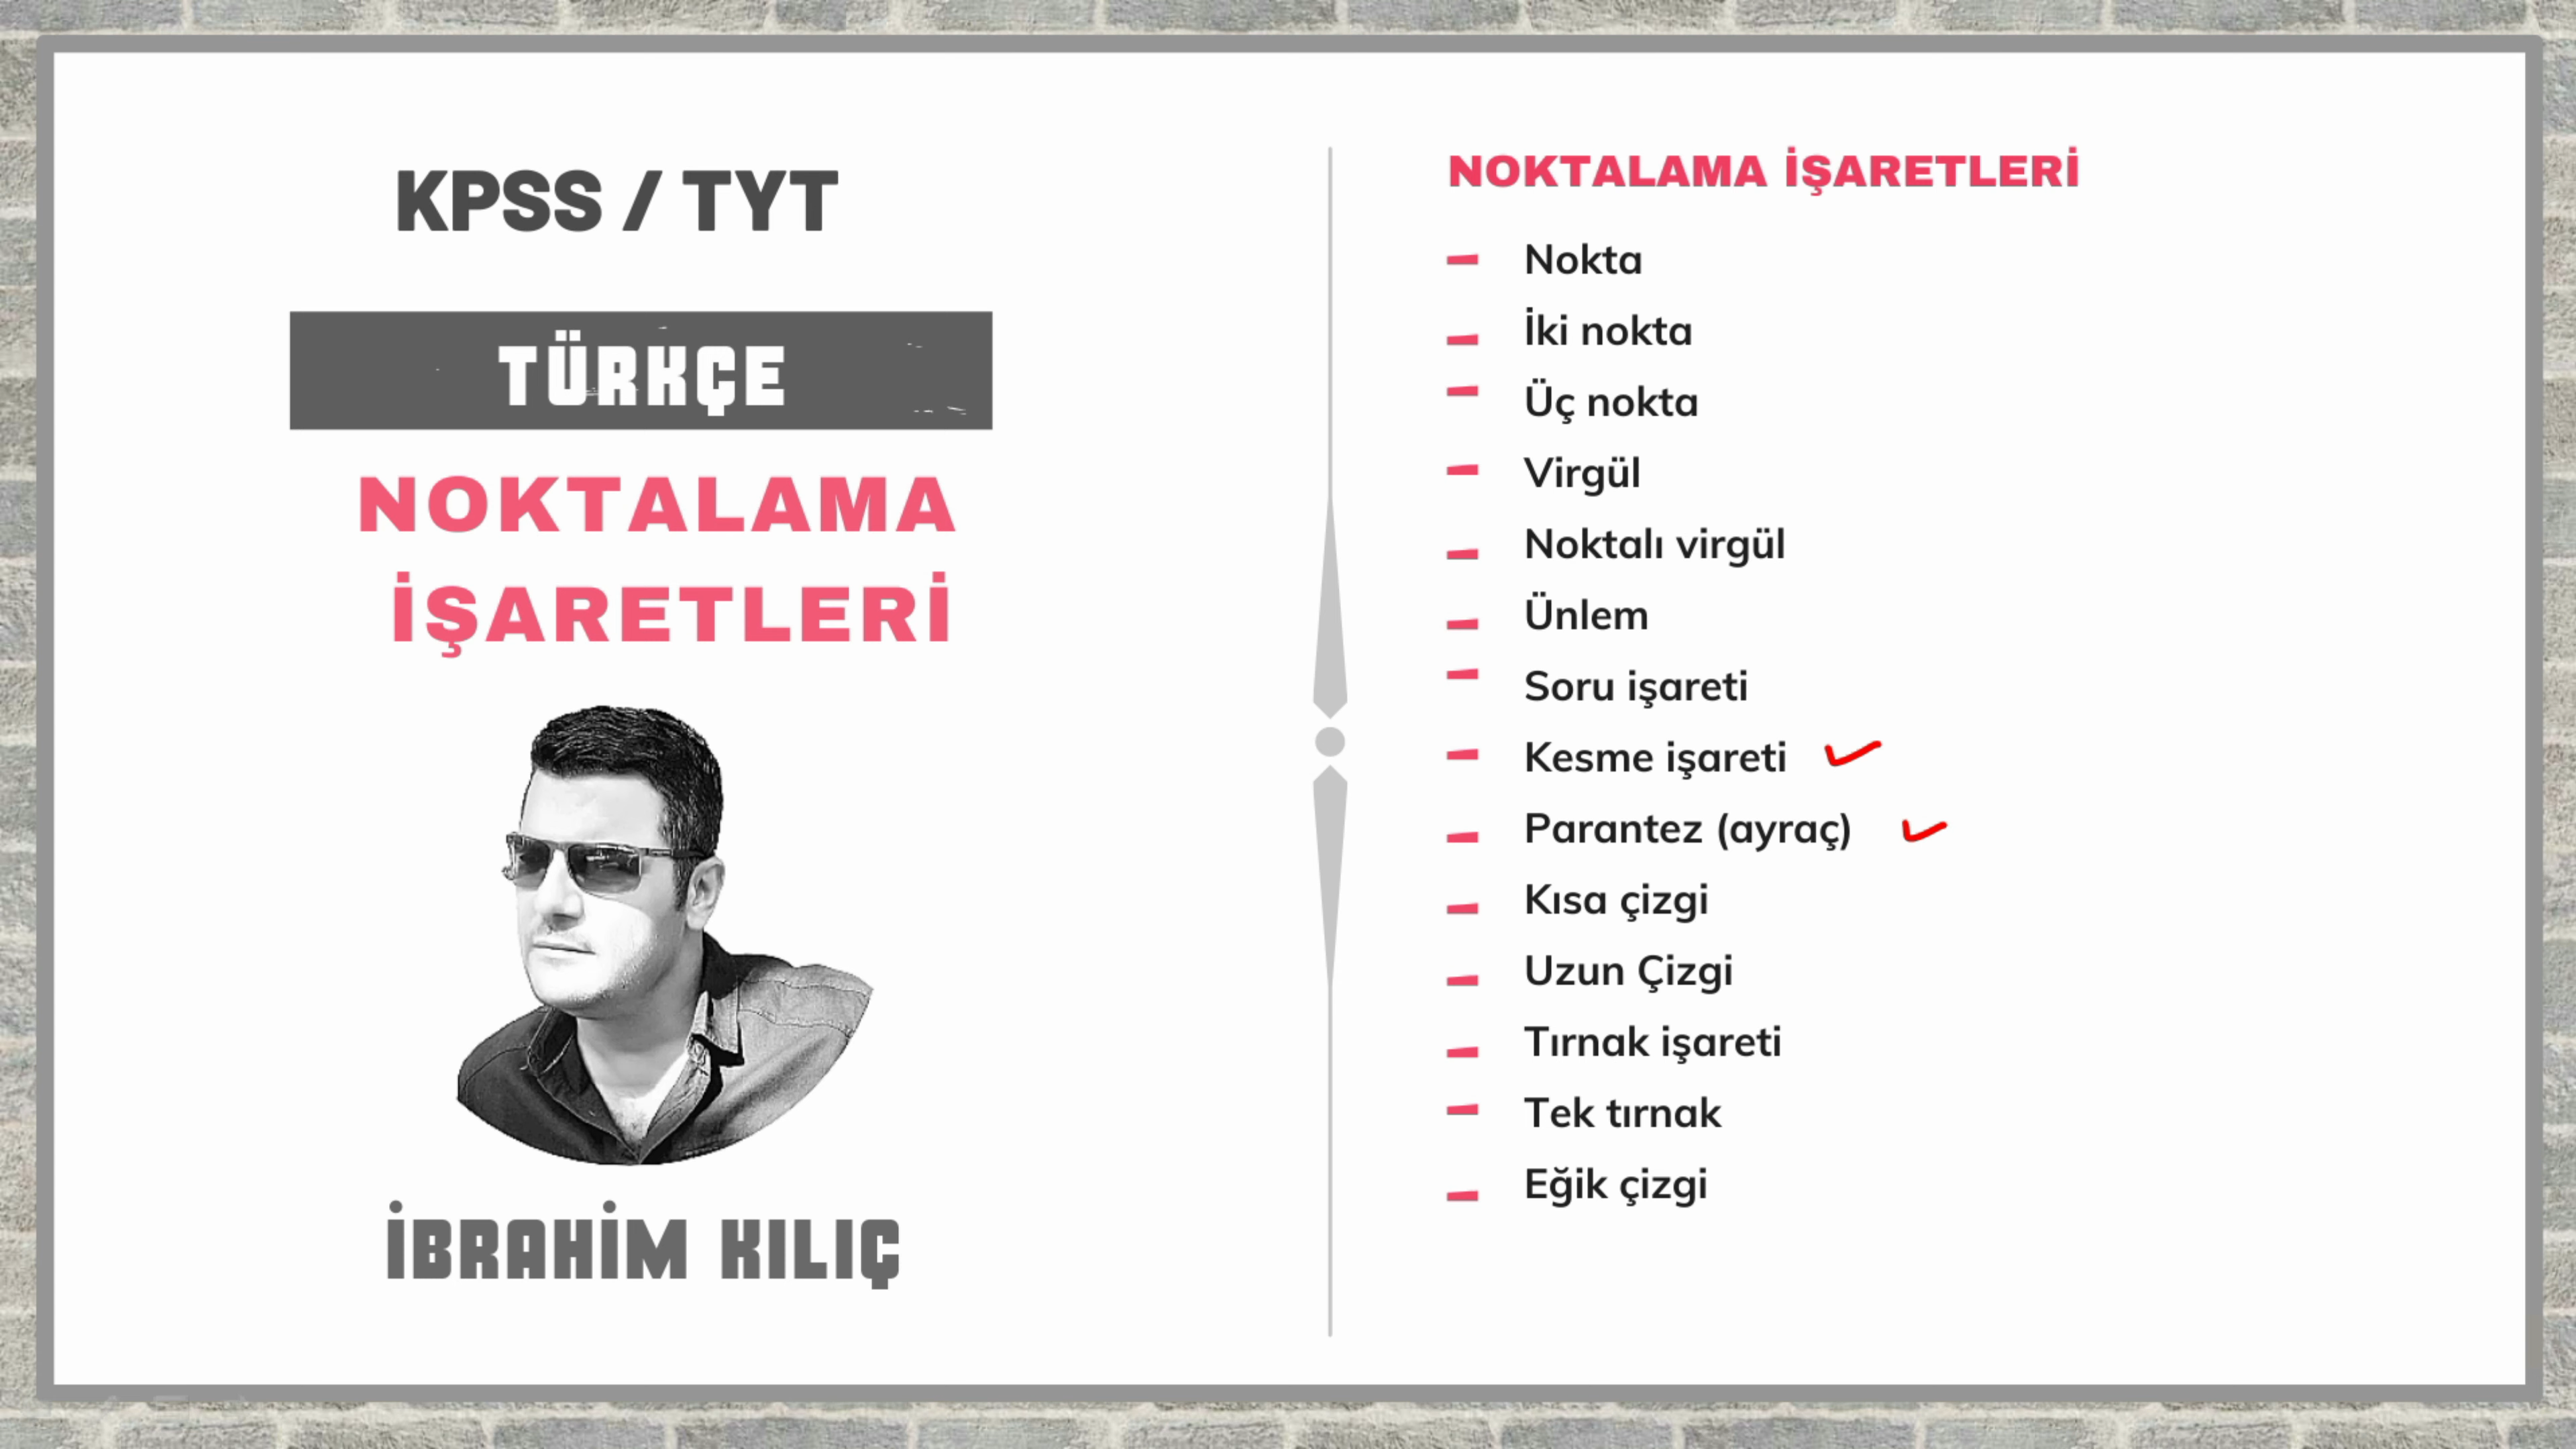 KPSS / TYT
TÜRKÇE
NOKTALAMA
İŞARETLERİ
İBRAHİM KILIÇ
NOKTALAMA İŞARETLERİ
Nokta
İki nokta
Üç nokta
Virgül
Noktalı virgül
Ünlem
Soru işareti
Kesme işareti
Parantez (ayraç)
Kısa çizgi
Uzun Çizgi
Tırnak işareti
Tek tırnak
Eğik çizgi